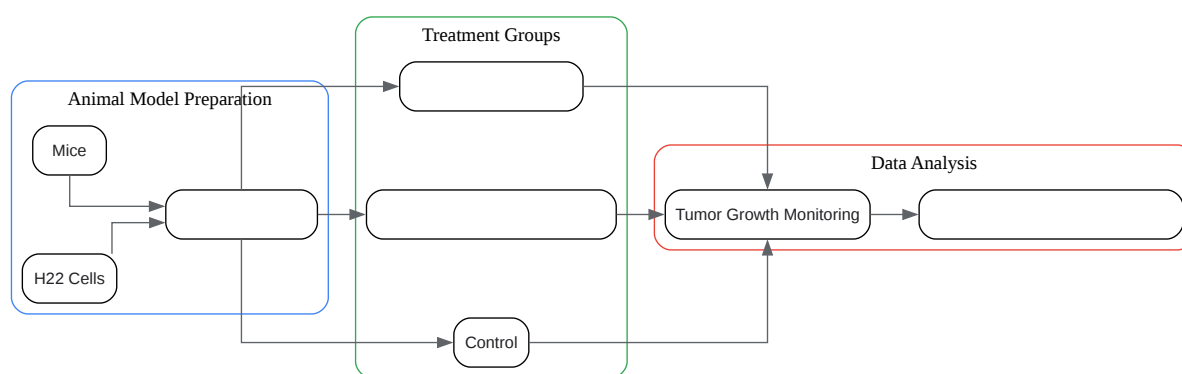 Treatment Groups
Animal Model Preparation
Mice
Data Analysis
Tumor Growth Monitoring
H22 Cells
Control